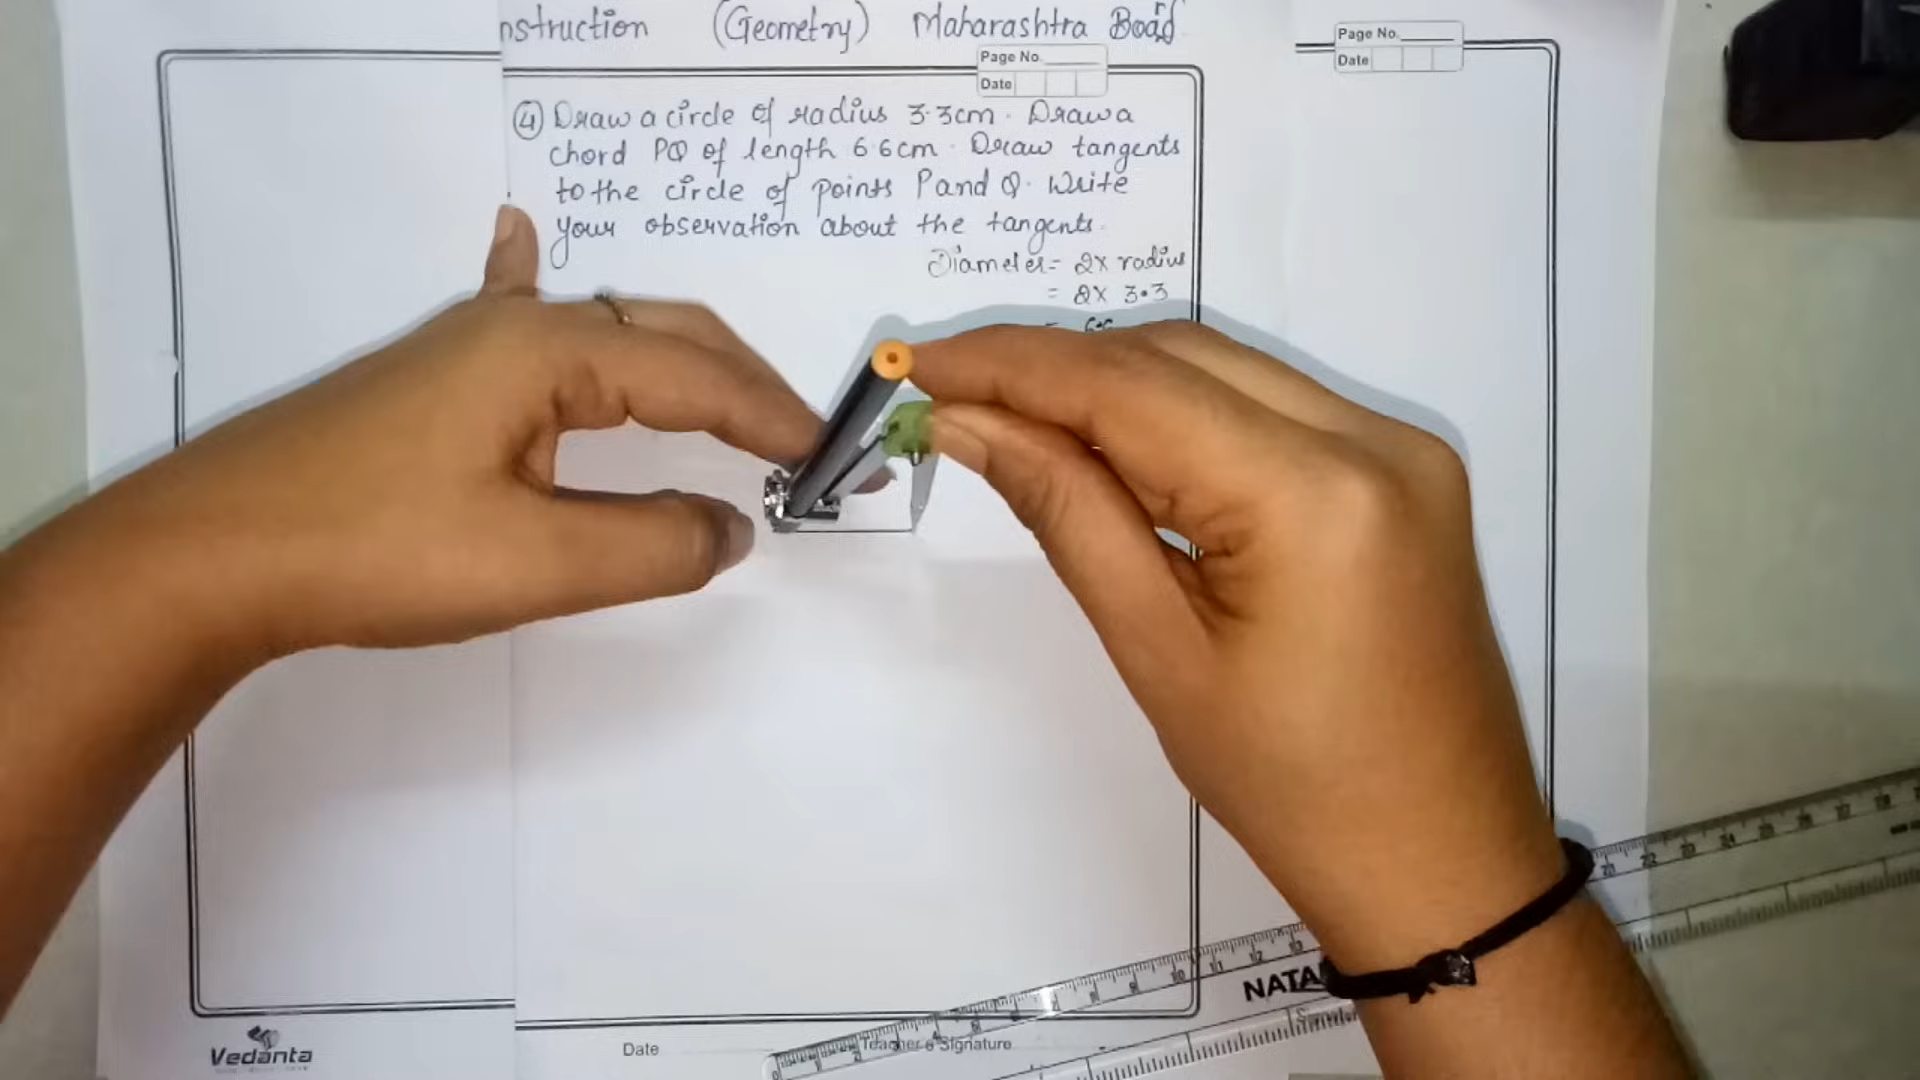 nstruction (Geometry) Maharashtra Board
Page No.
Date
Page No.
Date
④ Draw a circle of radius 3.3cm. Draw a
chord PQ of length 6.6cm. Draw tangents
to the circle of points P and Q. Write
your observation about the tangents.
Diameter = 2x radius
= 2x 3.3
=
Vedanta
Date
Teacher's Signature
NATA